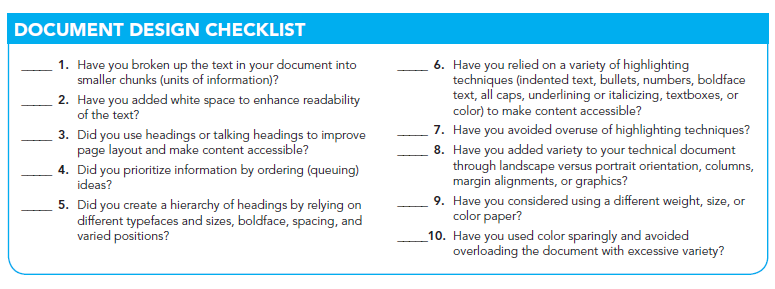 DOCUMENT DESIGN CHECKLIST
_____ 1. Have you broken up the text in your document into
smaller chunks (units of information)?
_____ 2. Have you added white space to enhance readability
of the text?
_____ 3. Did you use headings or talking headings to improve
page layout and make content accessible?
_____ 4. Did you prioritize information by ordering (queuing)
ideas?
_____ 5. Did you create a hierarchy of headings by relying on
different typefaces and sizes, boldface, spacing, and
varied positions?
_____ 6. Have you relied on a variety of highlighting
techniques (indented text, bullets, numbers, boldface
text, all caps, underlining or italicizing, textboxes, or
color) to make content accessible?
_____ 7. Have you avoided overuse of highlighting techniques?
_____ 8. Have you added variety to your technical document
through landscape versus portrait orientation, columns,
margin alignments, or graphics?
_____ 9. Have you considered using a different weight, size, or
color paper?
_____10. Have you used color sparingly and avoided
overloading the document with excessive variety?